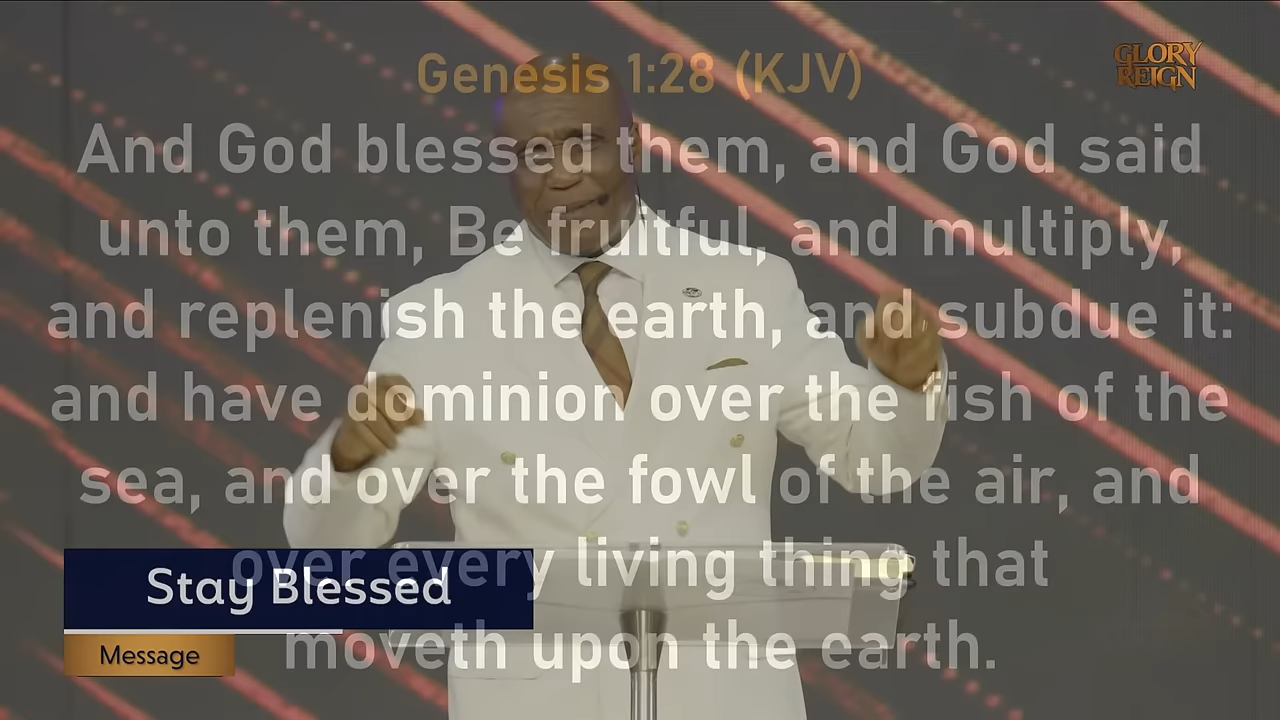 GLORY
REIGN
Genesis 1:28 (KJV)
And God blessed them, and God said
unto them, Be fruitful, and multiply,
and replenish the earth, and subdue it:
and have dominion over the fish of the
sea, and over the fowl of the air, and
over every living thing that
moveth upon the earth.
Stay Blessed
Message